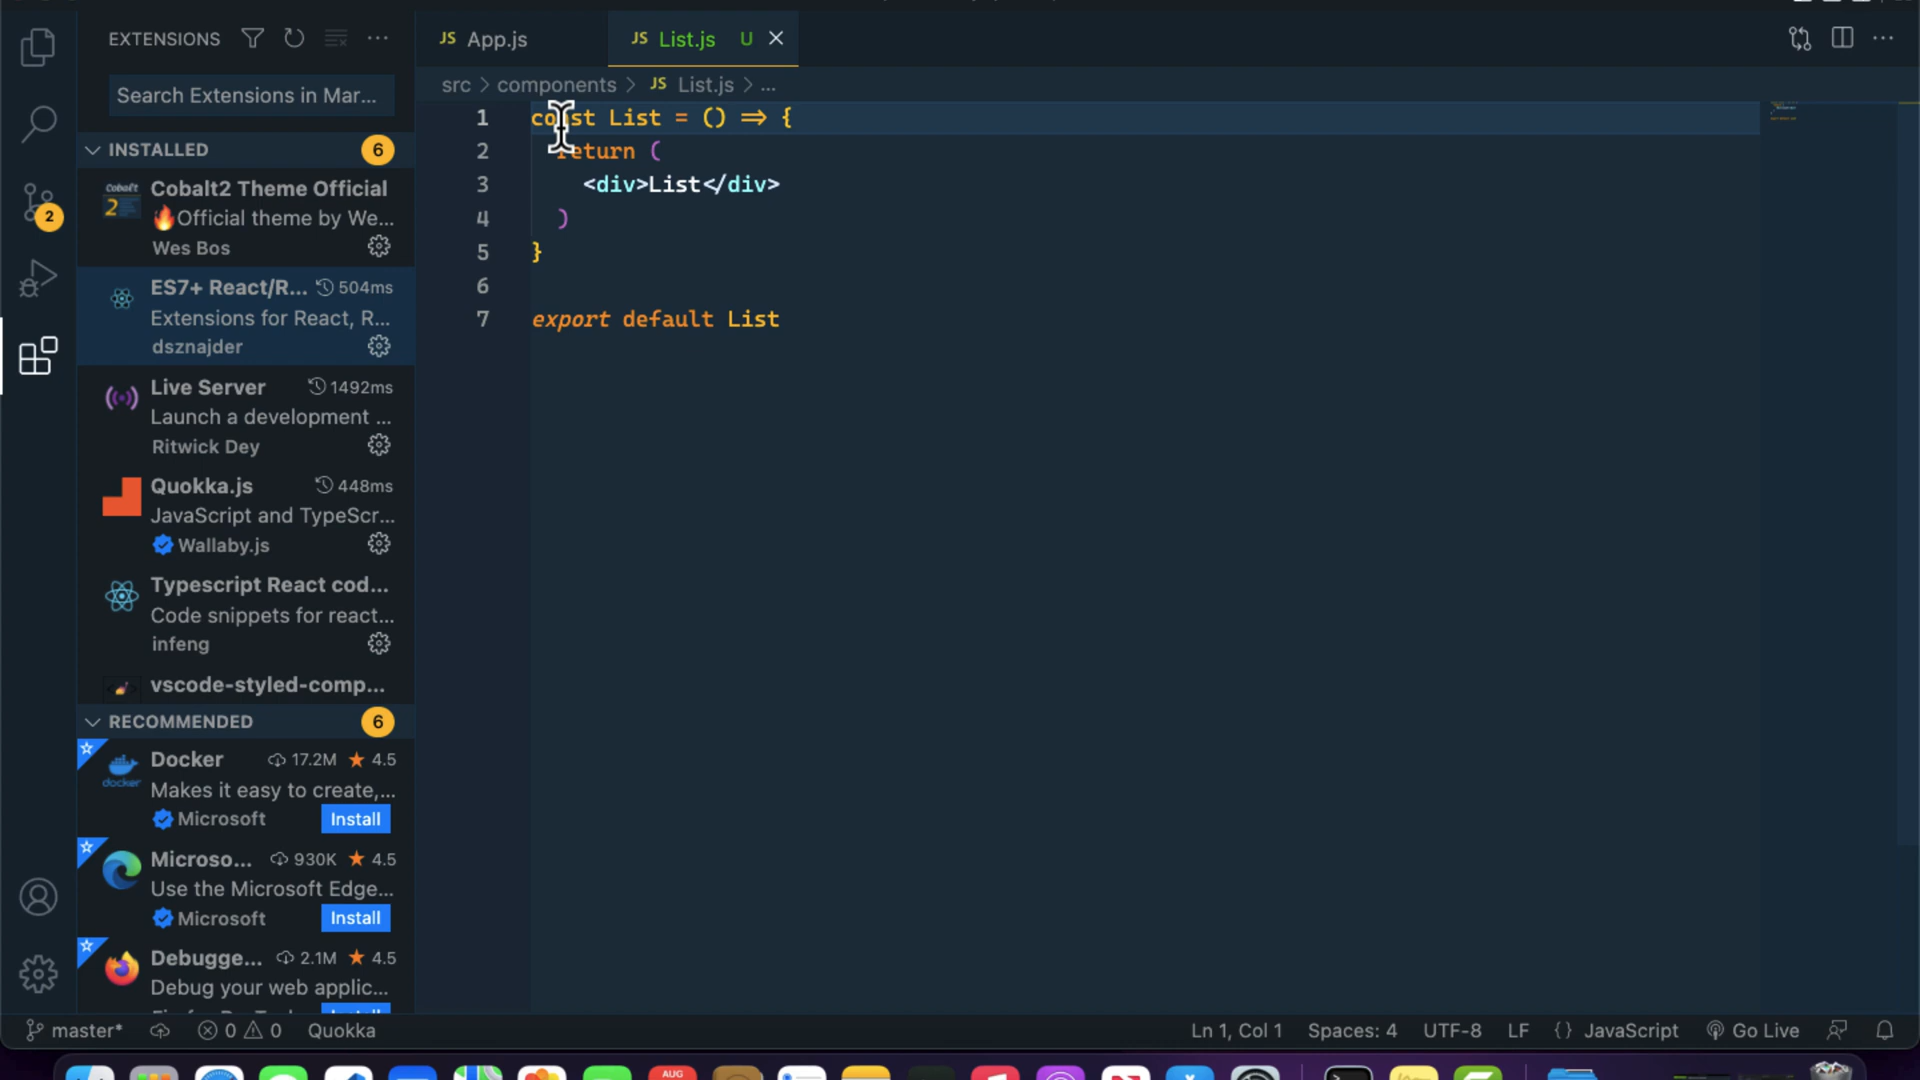 EXTENSIONS
Search Extensions in Mar...
INSTALLED 6
Cobalt
2
Cobalt2 Theme Official
🔥Official theme by We...
Wes Bos
ES7+ React/R... 504ms
Extensions for React, R...
dsznajder
Live Server 1492ms
Launch a development ...
Ritwick Dey
Quokka.js 448ms
JavaScript and TypeScr...
Wallaby.js
Typescript React cod...
Code snippets for react...
infeng
vscode-styled-comp...
RECOMMENDED 6
docker
Docker 17.2M ★ 4.5
Makes it easy to create,...
Microsoft Install
Microso... 930K ★ 4.5
Use the Microsoft Edge...
Microsoft Install
Debugge... 2.1M ★ 4.5
Debug your web applic...
2
JS App.js
JS List.js U
src > components > JS List.js > ...
1 const List = () => {
2 return (
3 <div>List</div>
4 )
5 }
6
7 export default List
master* 0 0 Quokka
Ln 1, Col 1 Spaces: 4 UTF-8 LF {} JavaScript Go Live
AUG